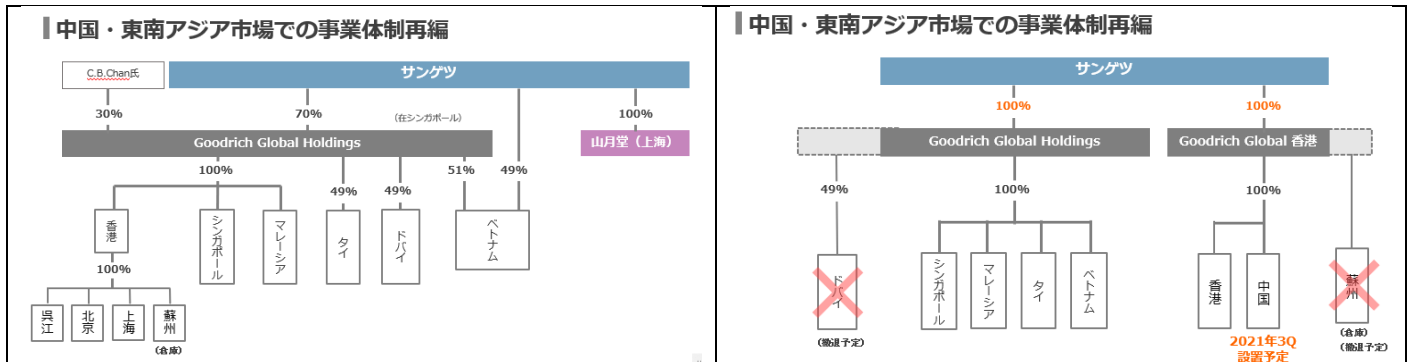 中国・東南アジア市場での事業体制再編
C.B.Chan氏
サンゲツ
30%
70%
(在シンガポール)
100%
Goodrich Global Holdings
山月堂（上海）
100%
49%
49%
51%
49%
香港
シンガポール
マレーシア
タイ
ドバイ
ベトナム
100%
呉江
北京
上海
蘇州
(倉庫)
中国・東南アジア市場での事業体制再編
サンゲツ
100%
100%
Goodrich Global Holdings
Goodrich Global 香港
49%
100%
100%
ドバイ
シンガポール
マレーシア
タイ
ベトナム
香港
中国
蘇州
(撤退予定)
2021年3Q
設置予定
(倉庫)
(撤退予定)